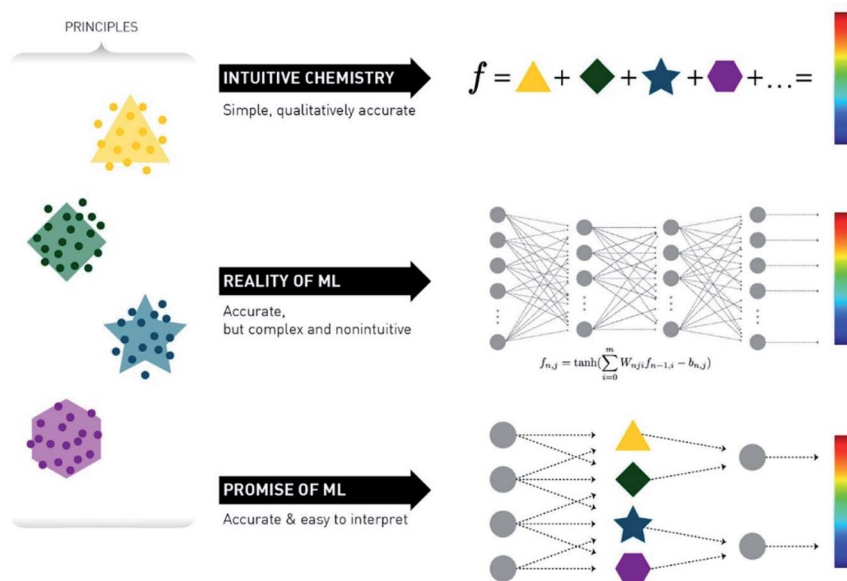 PRINCIPLES
INTUITIVE CHEMISTRY
Simple, qualitatively accurate
f = + + + + ... =
REALITY OF ML
Accurate,
but complex and nonintuitive
f_{n,j} = tanh(∑_{i=0}^{m} W_{nji} f_{n-1,i} − b_{n,j})
PROMISE OF ML
Accurate & easy to interpret